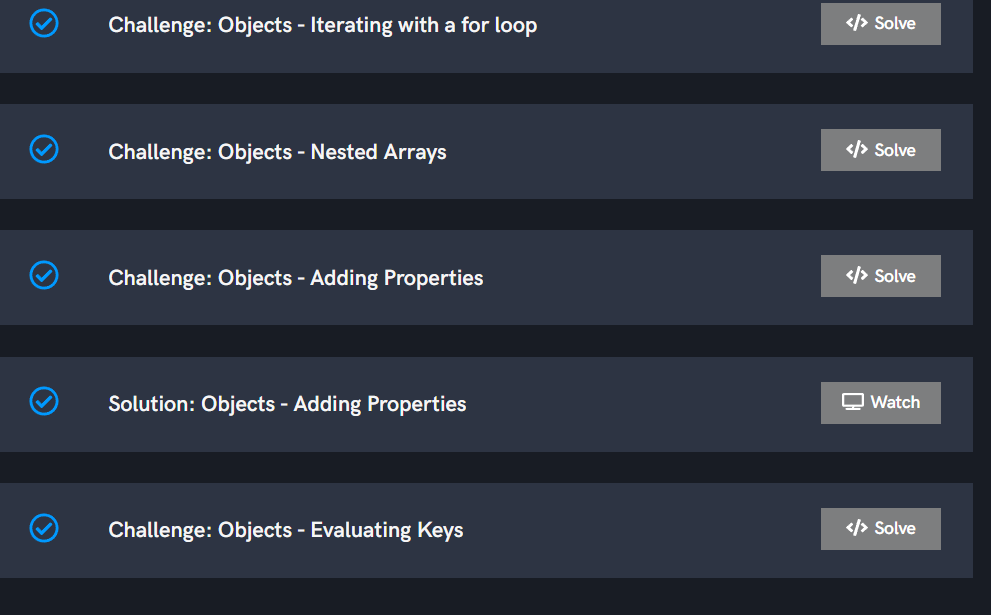 Challenge: Objects - Iterating with a for loop
</> Solve
Challenge: Objects - Nested Arrays
</> Solve
Challenge: Objects - Adding Properties
</> Solve
Solution: Objects - Adding Properties
Watch
Challenge: Objects - Evaluating Keys
</> Solve